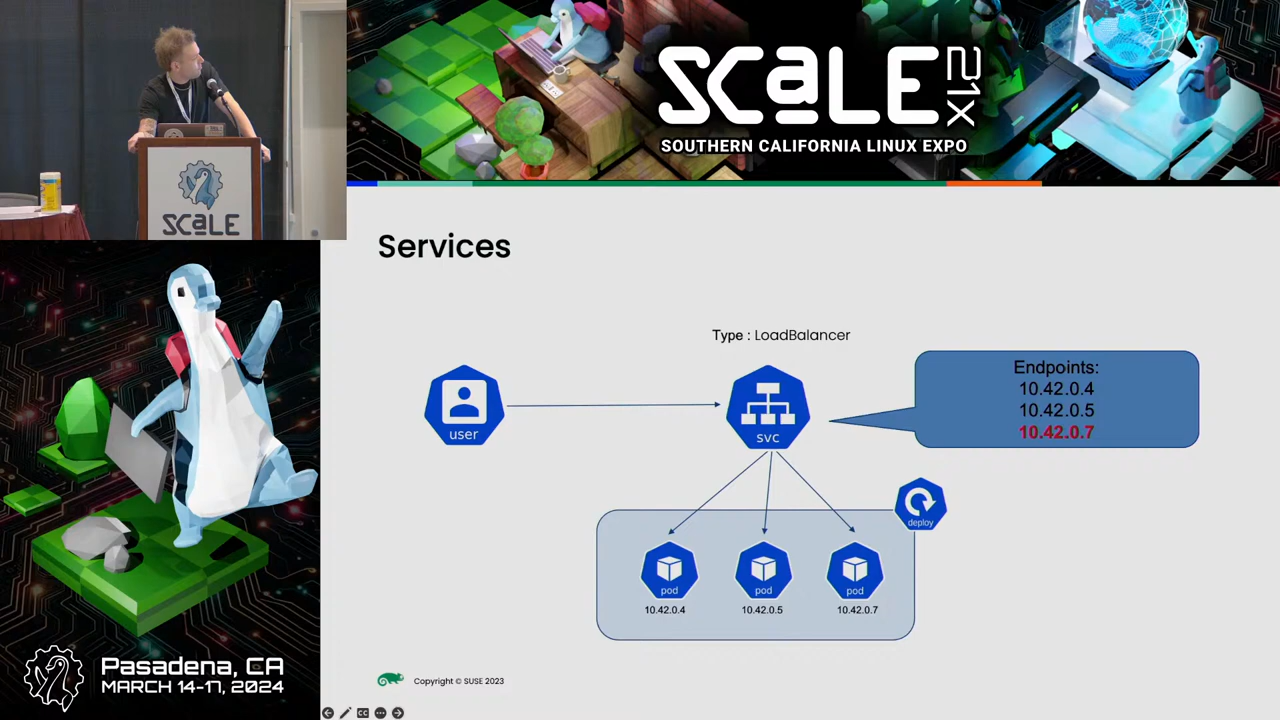 SCaLE 21X
SOUTHERN CALIFORNIA LINUX EXPO
SCaLE
Services
Type : LoadBalancer
user
svc
Endpoints:
10.42.0.4
10.42.0.5
10.42.0.7
deploy
pod
pod
pod
10.42.0.4
10.42.0.5
10.42.0.7
Copyright © SUSE 2023
CC
Pasadena, CA
MARCH 14-17, 2024